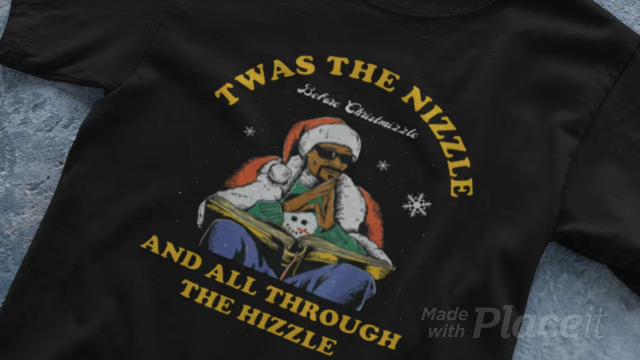 TWAS THE NIZZLE
Before Christmizzle
AND ALL THROUGH
THE HIZZLE
Made
with Placeit